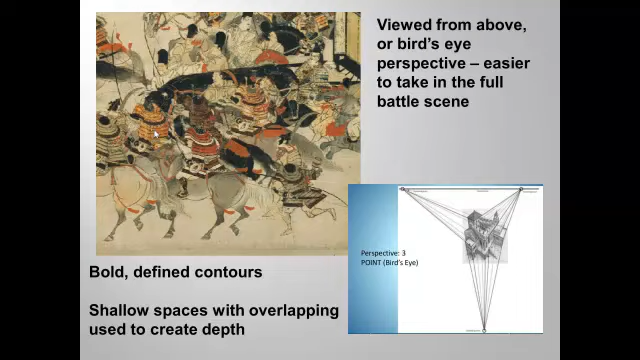 Viewed from above,
or bird's eye
perspective – easier
to take in the full
battle scene
Perspective: 3
POINT (Bird's Eye)
Bold, defined contours
Shallow spaces with overlapping
used to create depth